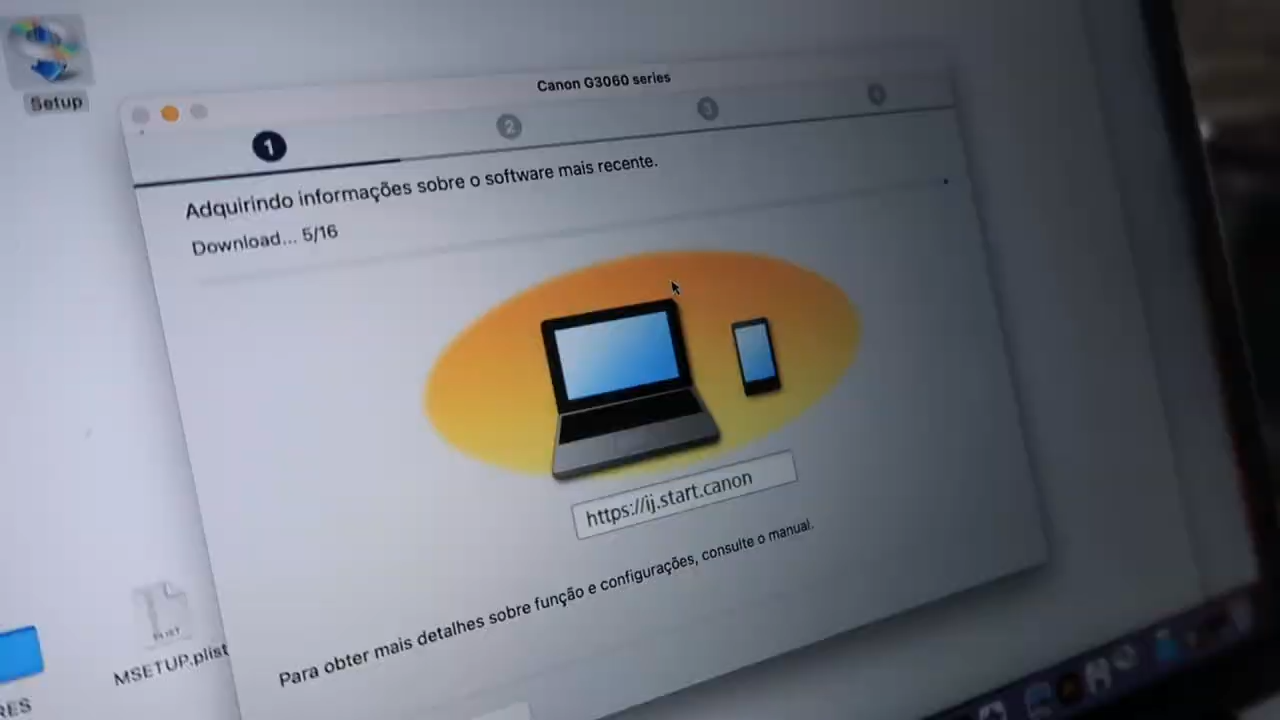 Setup
Canon G3060 series
1
2
3
4
Adquirindo informações sobre o software mais recente.
Download... 5/16
https://ij.start.canon
Para obter mais detalhes sobre função e configurações, consulte o manual.
MSETUP.plist